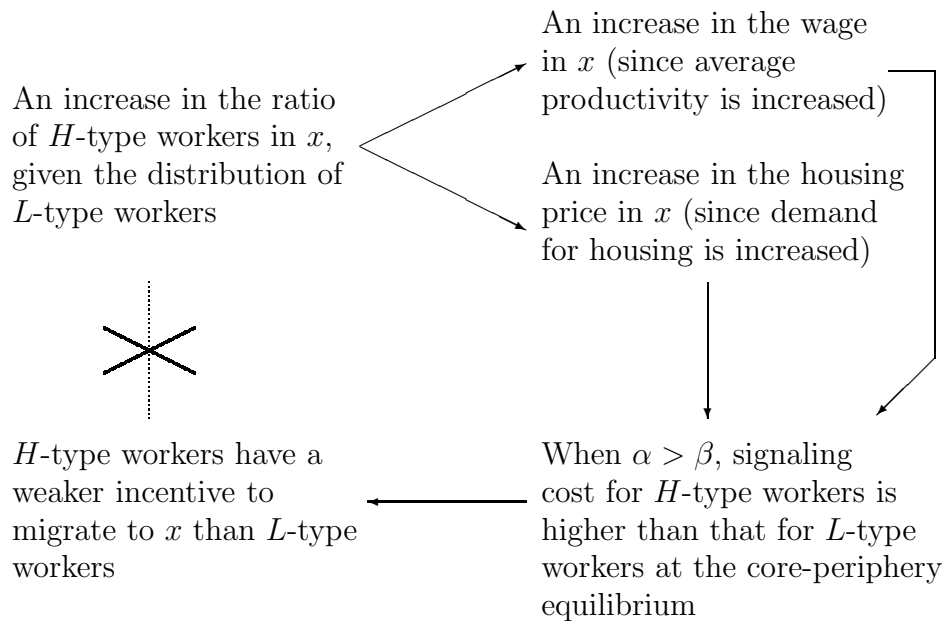 An increase in the ratio
of H-type workers in x,
given the distribution of
L-type workers
An increase in the wage
in x (since average
productivity is increased)
An increase in the housing
price in x (since demand
for housing is increased)
H-type workers have a
weaker incentive to
migrate to x than L-type
workers
When α > β, signaling
cost for H-type workers is
higher than that for L-type
workers at the core-periphery
equilibrium